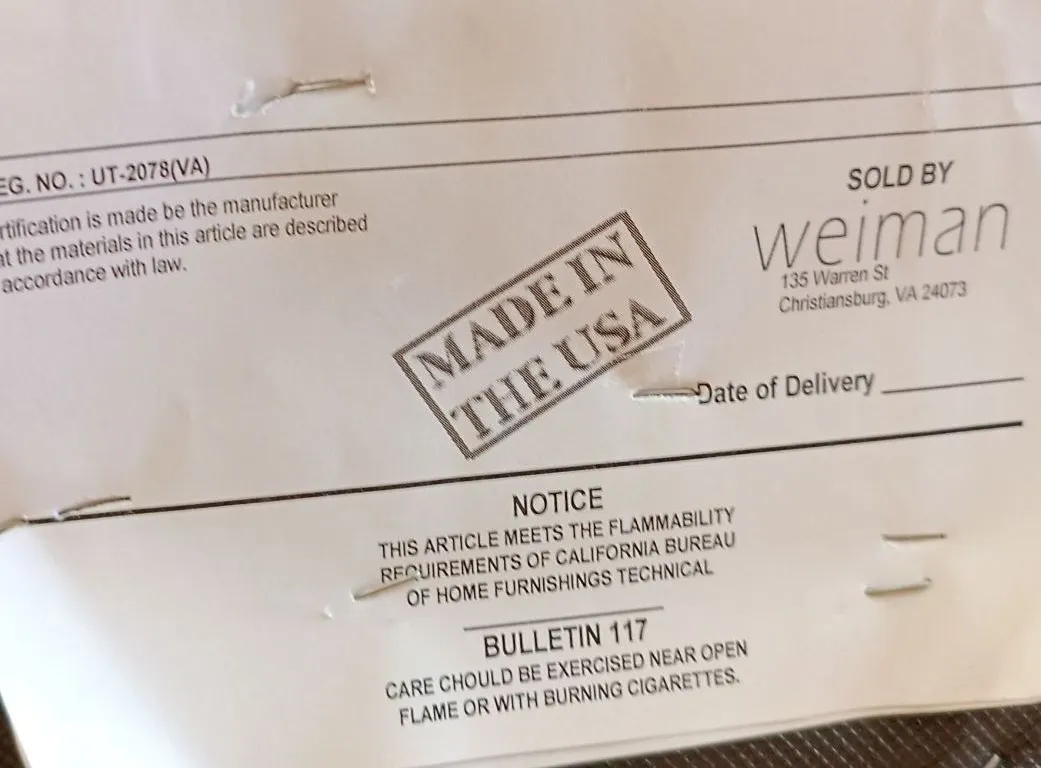 EG. NO. : UT-2078(VA)
rtification is made be the manufacturer
at the materials in this article are described
accordance with law.
SOLD BY
weiman
135 Warren St
Christiansburg, VA 24073
MADE IN
THE USA
Date of Delivery
NOTICE
THIS ARTICLE MEETS THE FLAMMABILITY
REQUIREMENTS OF CALIFORNIA BUREAU
OF HOME FURNISHINGS TECHNICAL
BULLETIN 117
CARE CHOULD BE EXERCISED NEAR OPEN
FLAME OR WITH BURNING CIGARETTES.